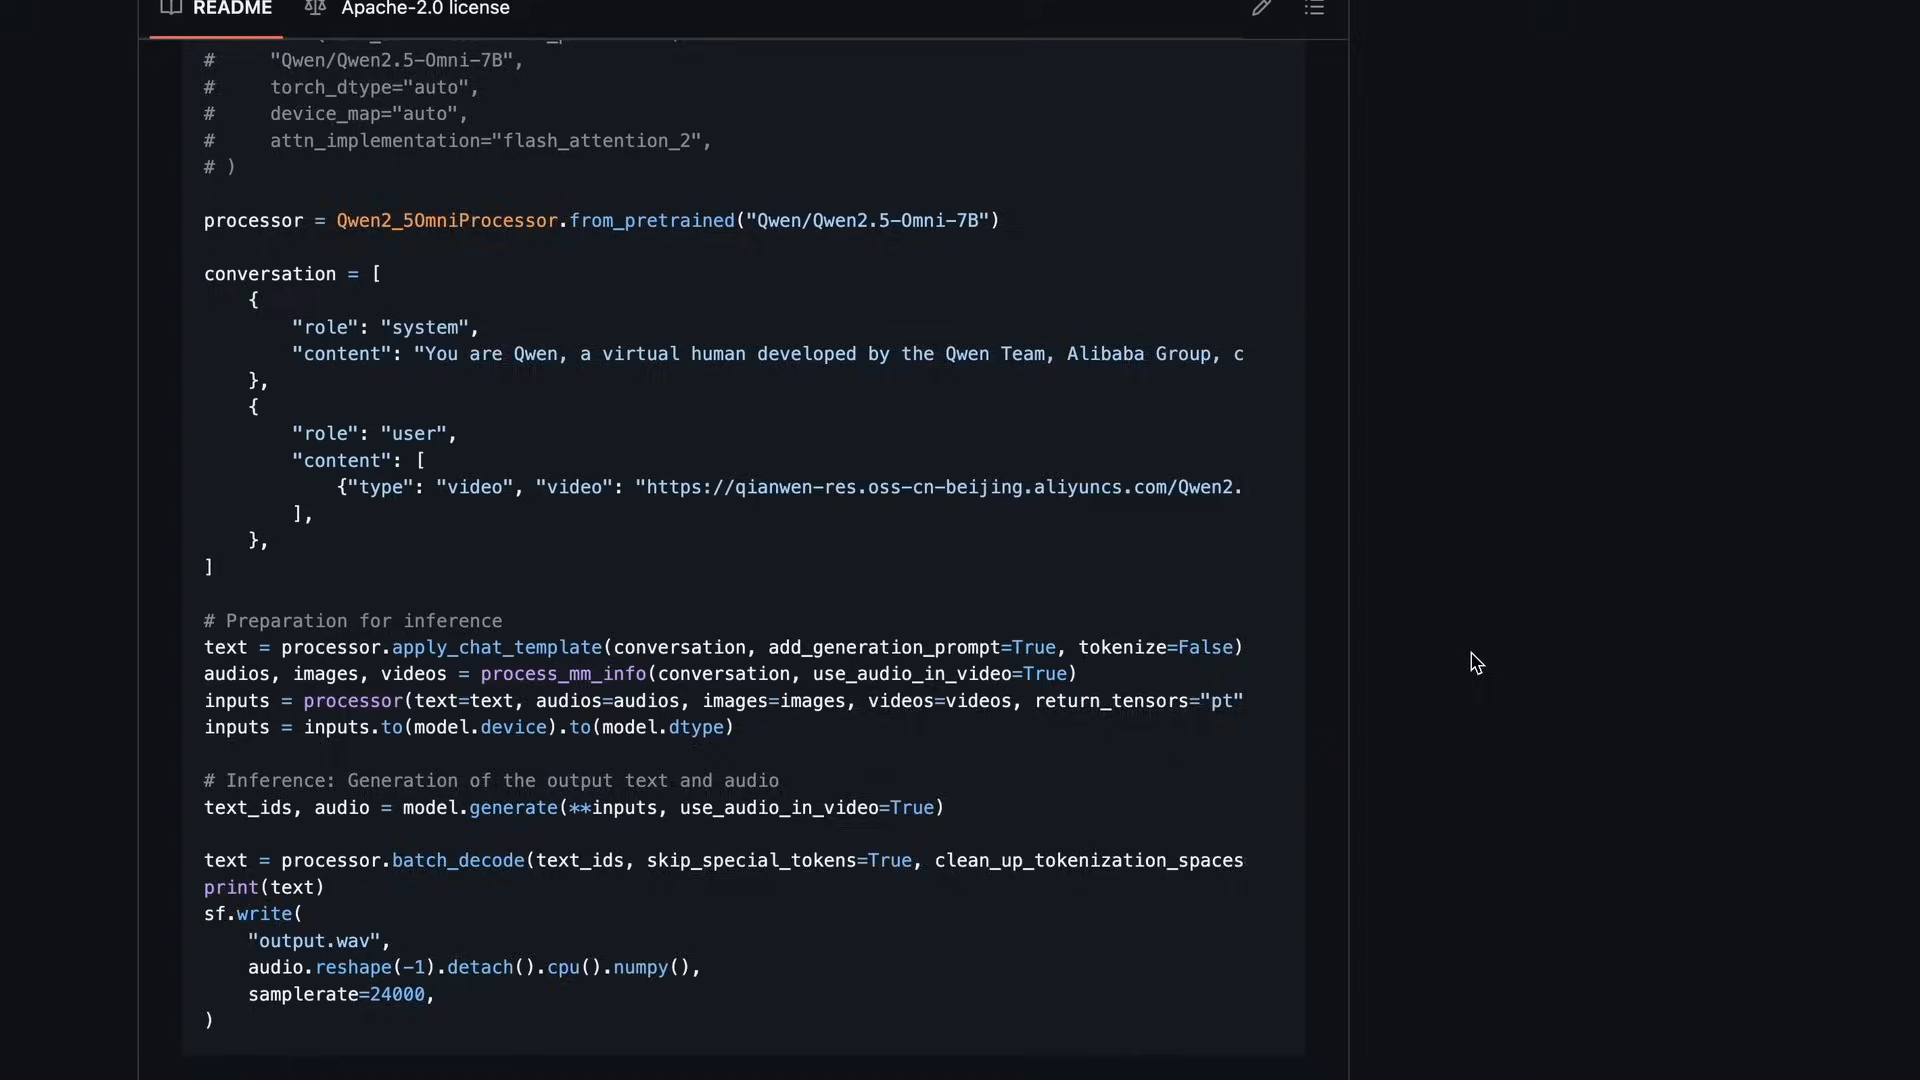 README
Apache-2.0 license
#     "Qwen/Qwen2.5-Omni-7B",
#     torch_dtype="auto",
#     device_map="auto",
#     attn_implementation="flash_attention_2",
# )
processor = Qwen2_5OmniProcessor.from_pretrained("Qwen/Qwen2.5-Omni-7B")
conversation = [
    {
        "role": "system",
        "content": "You are Qwen, a virtual human developed by the Qwen Team, Alibaba Group, c
    },
    {
        "role": "user",
        "content": [
            {"type": "video", "video": "https://qianwen-res.oss-cn-beijing.aliyuncs.com/Qwen2.
        ],
    },
]
# Preparation for inference
text = processor.apply_chat_template(conversation, add_generation_prompt=True, tokenize=False)
audios, images, videos = process_mm_info(conversation, use_audio_in_video=True)
inputs = processor(text=text, audios=audios, images=images, videos=videos, return_tensors="pt"
inputs = inputs.to(model.device).to(model.dtype)
# Inference: Generation of the output text and audio
text_ids, audio = model.generate(**inputs, use_audio_in_video=True)
text = processor.batch_decode(text_ids, skip_special_tokens=True, clean_up_tokenization_spaces
print(text)
sf.write(
    "output.wav",
    audio.reshape(-1).detach().cpu().numpy(),
    samplerate=24000,
)